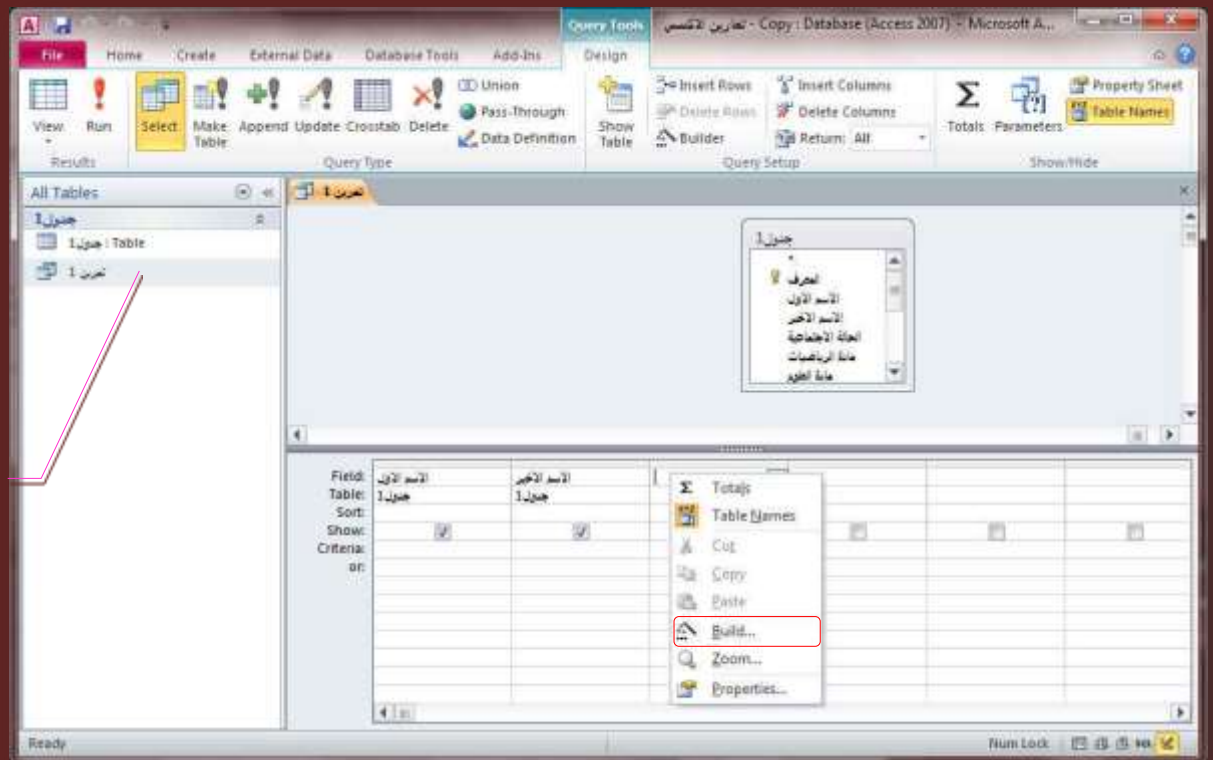 Query Tools
تمارين الاكسس - Copy : Database (Access 2007) - Microsoft A...
File Home Create External Data Database Tools Add-Ins Design
View Run Select Make Table Append Update Crosstab Delete
Union
Pass-Through
Data Definition
Show Table
Insert Rows
Delete Rows
Builder
Insert Columns
Delete Columns
Return: All
Totals Parameters
Property Sheet
Table Names
Results Query Type Query Setup Show/Hide
All Tables
جدول1
جدول1 : Table
تمرين 1
تمرين 1
جدول1
*
المعرف
الاسم الاول
الاسم الاخير
الحالة الاجتماعية
مادة الرياضيات
مادة العلوم
Field: الاسم الاول الاسم الاخير
Table: جدول1 جدول1
Sort:
Show:
Criteria:
or:
Totals
Table Names
Cut
Copy
Paste
Build...
Zoom...
Properties...
Ready Num Lock
SQL